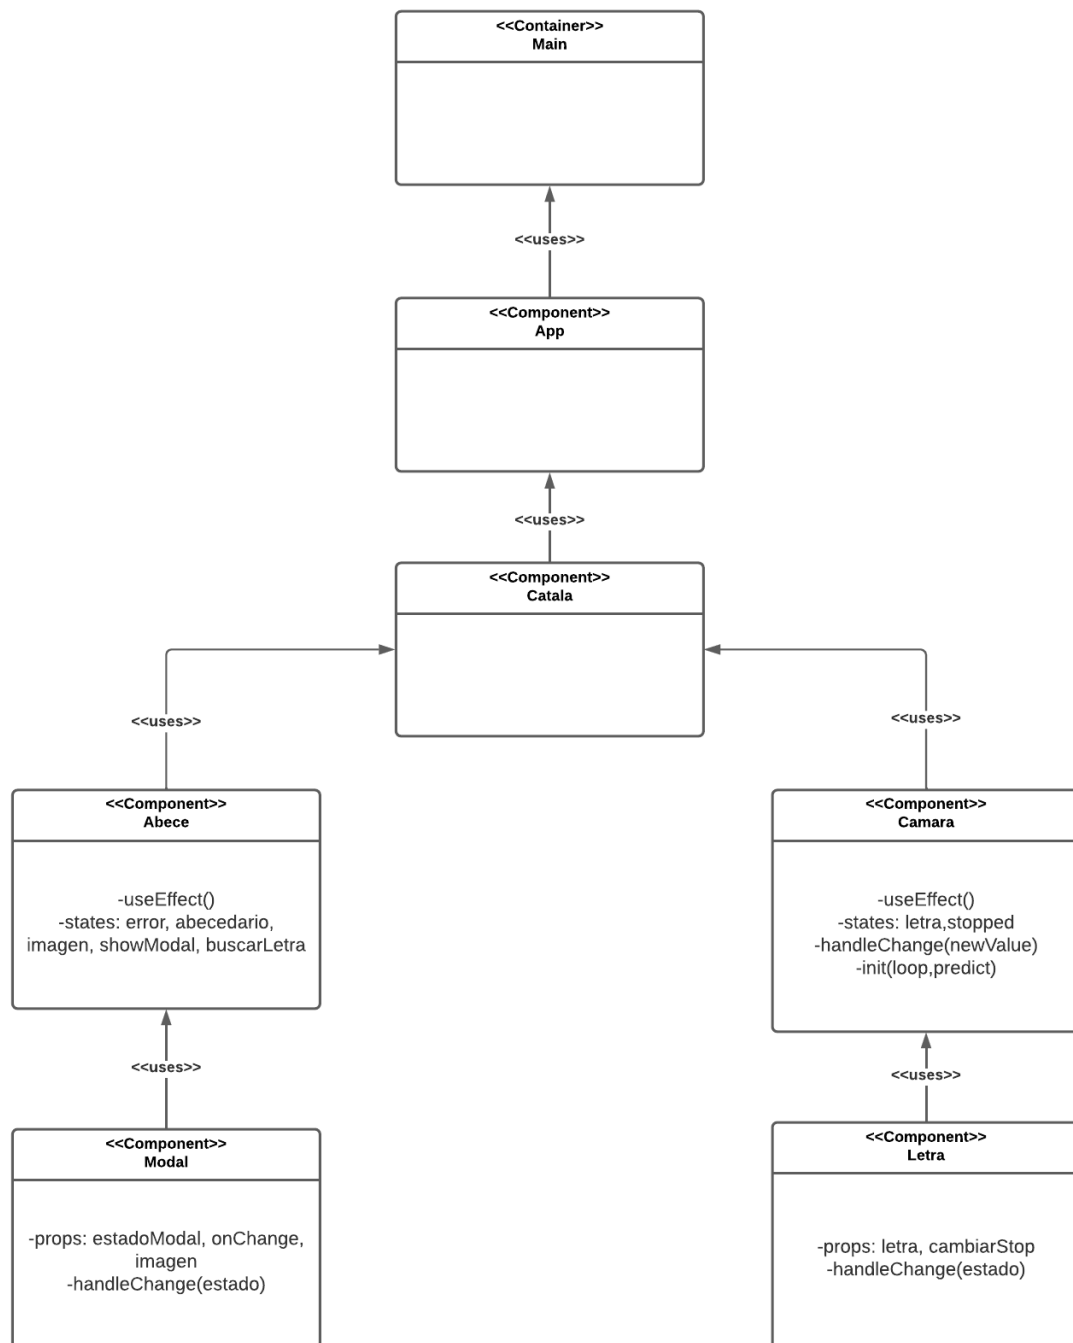 <<Container>>
Main
<<uses>>
<<Component>>
App
<<uses>>
<<Component>>
Catala
<<uses>>
<<uses>>
<<Component>>
Abece
-useEffect()
-states: error, abecedario,
imagen, showModal, buscarLetra
<<Component>>
Camara
-useEffect()
-states: letra,stopped
-handleChange(newValue)
-init(loop,predict)
<<uses>>
<<uses>>
<<Component>>
Modal
-props: estadoModal, onChange,
imagen
-handleChange(estado)
<<Component>>
Letra
-props: letra, cambiarStop
-handleChange(estado)